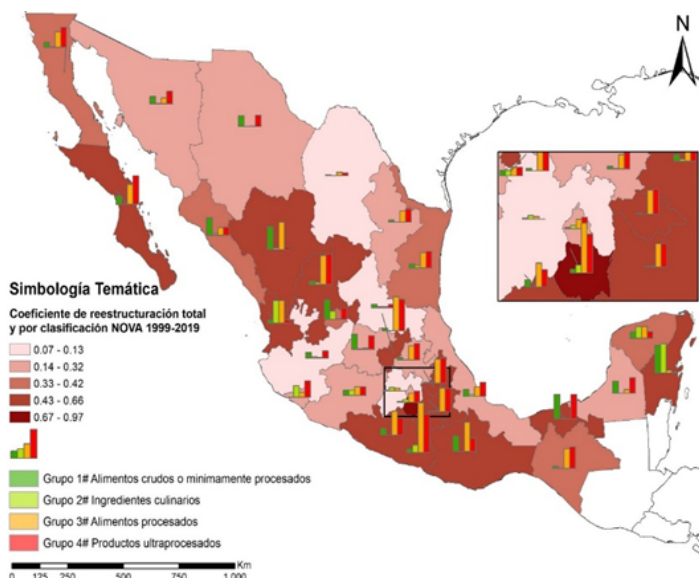 N
Simbología Temática
Coeficiente de reestructuración total
y por clasificación NOVA 1999-2019
0.07 - 0.13
0.14 - 0.32
0.33 - 0.42
0.43 - 0.66
0.67 - 0.97
Grupo 1# Alimentos crudos o minimamente procesados
Grupo 2# Ingredientes culinarios
Grupo 3# Alimentos procesados
Grupo 4# Productos ultraprocesados
Km
0 125 250 500 750 1,000